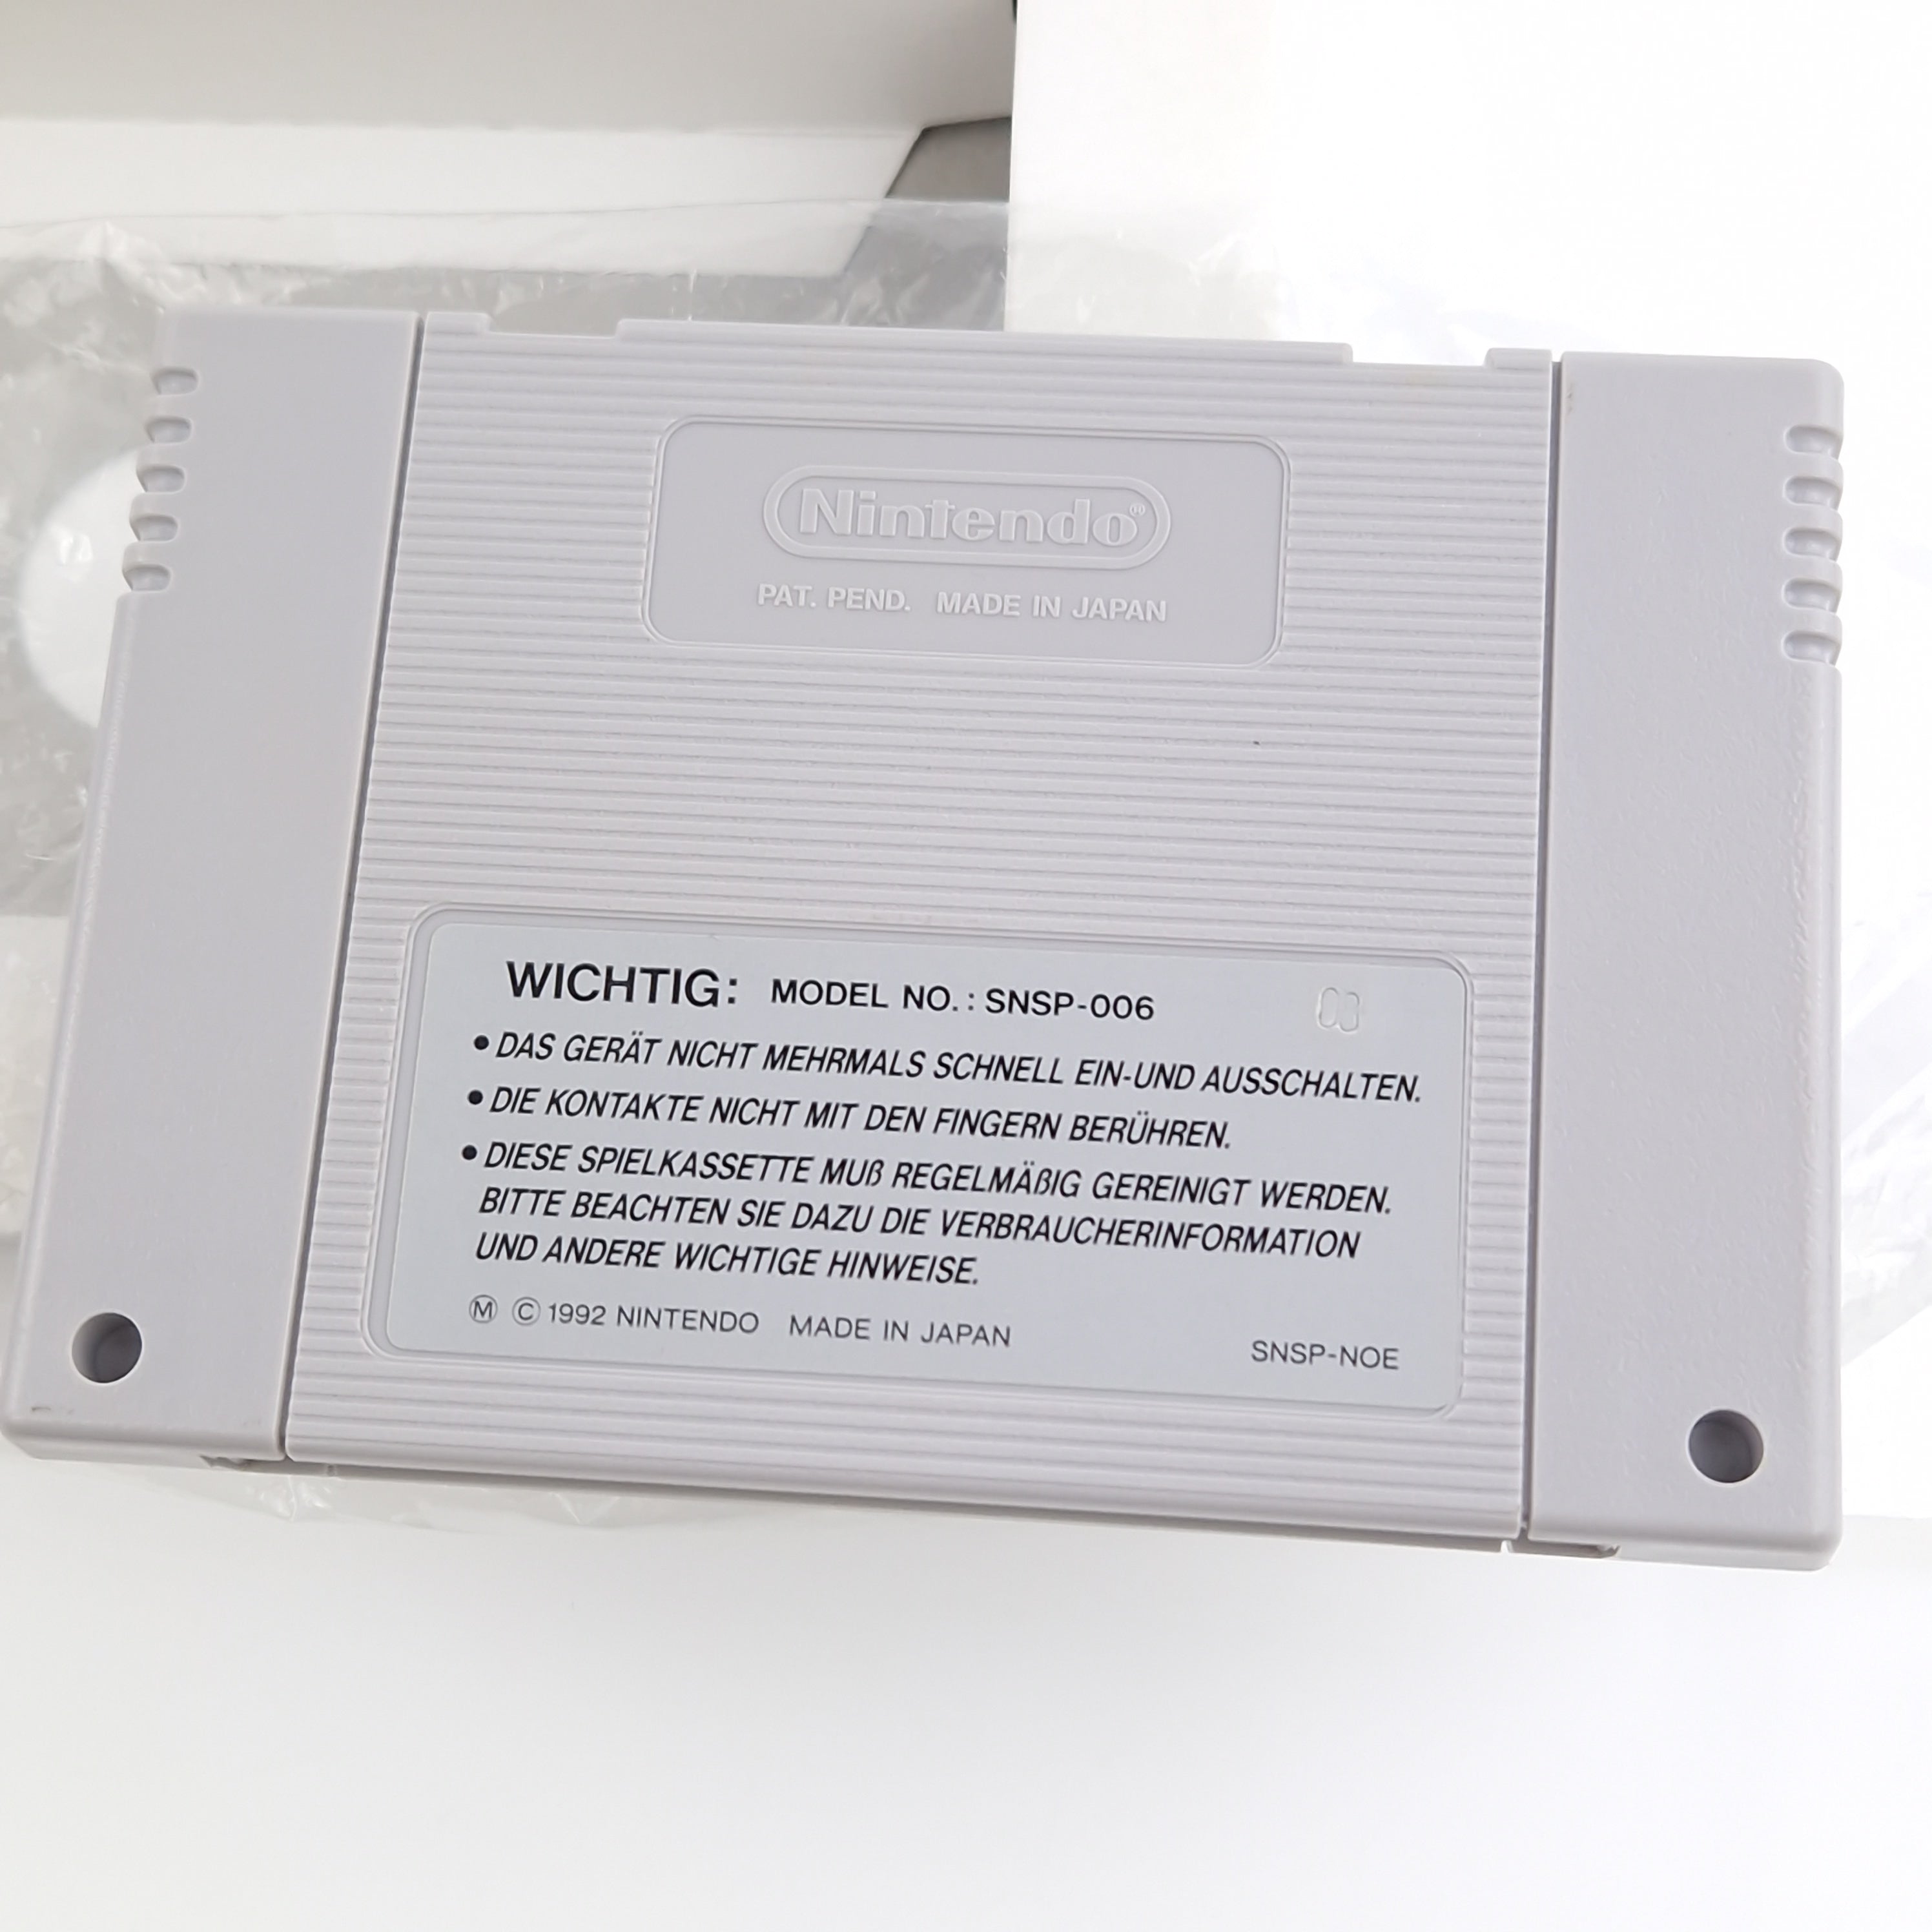 Nintendo®
PAT. PEND. MADE IN JAPAN
WICHTIG: MODEL NO.: SNSP-006
• DAS GERÄT NICHT MEHRMALS SCHNELL EIN-UND AUSSCHALTEN.
• DIE KONTAKTE NICHT MIT DEN FINGERN BERÜHREN.
• DIESE SPIELKASSETTE MUß REGELMÄßIG GEREINIGT WERDEN.
BITTE BEACHTEN SIE DAZU DIE VERBRAUCHERINFORMATION
UND ANDERE WICHTIGE HINWEISE.
Ⓜ © 1992 NINTENDO MADE IN JAPAN SNSP-NOE